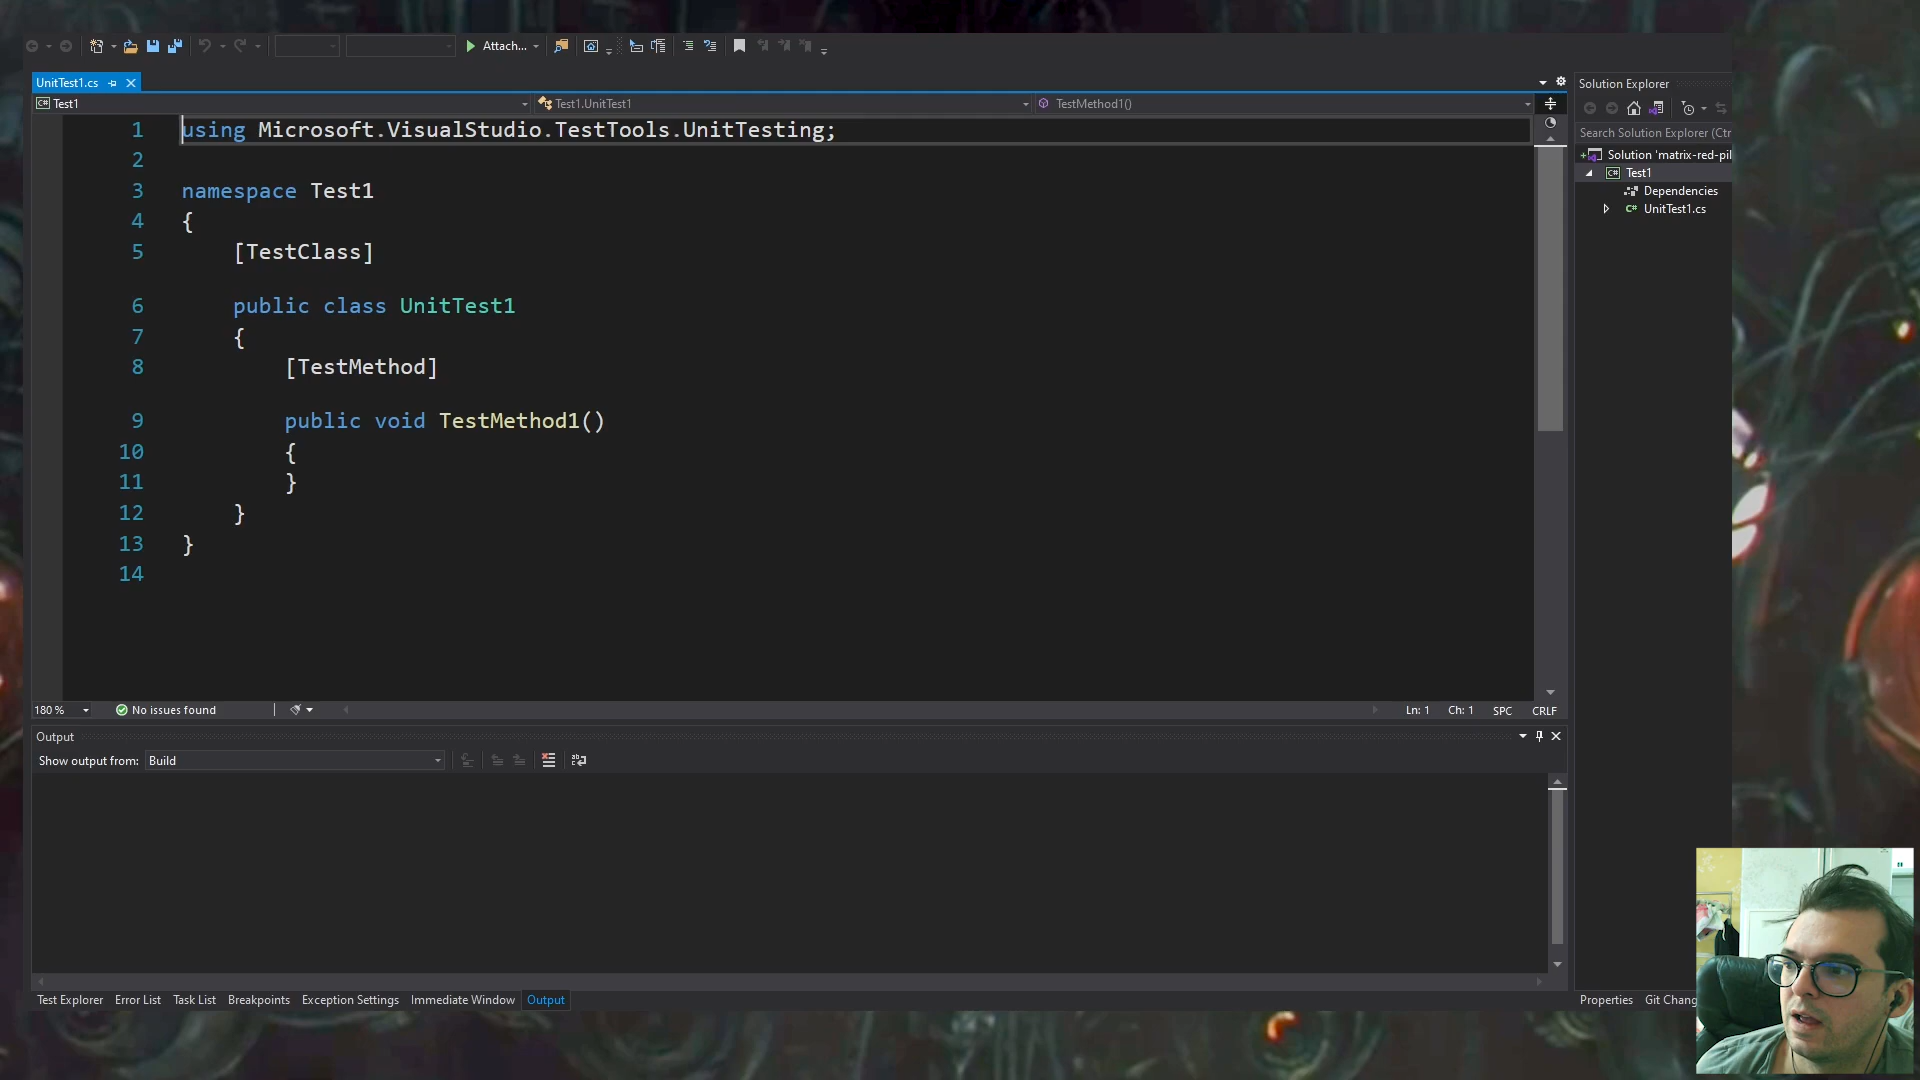 Attach...
UnitTest1.cs
Test1
Test1.UnitTest1
TestMethod1()
1 using Microsoft.VisualStudio.TestTools.UnitTesting;
2
3 namespace Test1
4 {
5 [TestClass]
6 public class UnitTest1
7 {
8 [TestMethod]
9 public void TestMethod1()
10 {
11 }
12 }
13 }
14
180 %
No issues found
Ln: 1
Ch: 1
SPC
CRLF
Output
Show output from:
Build
Test Explorer
Error List
Task List
Breakpoints
Exception Settings
Immediate Window
Output
Solution Explorer
Search Solution Explorer (Ctr
Solution 'matrix-red-pil
Test1
Dependencies
C# UnitTest1.cs
Properties
Git Chang